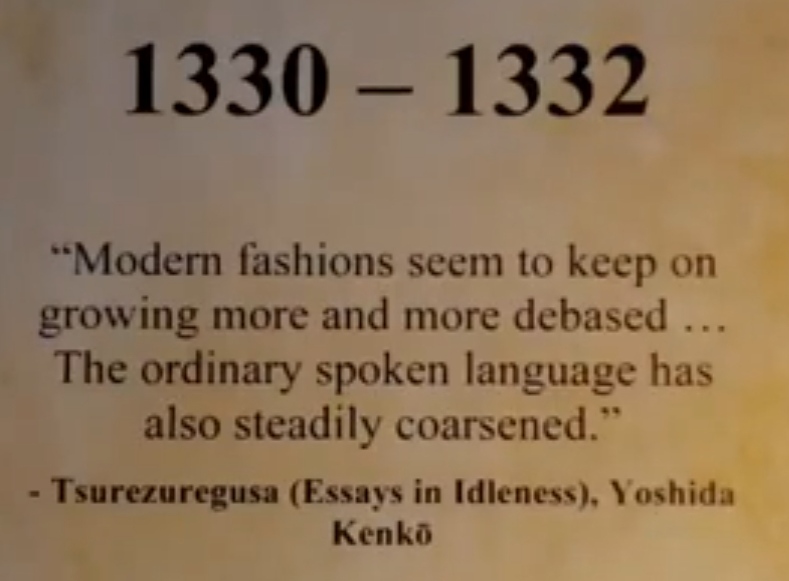 1330 – 1332
“Modern fashions seem to keep on
growing more and more debased …
The ordinary spoken language has
also steadily coarsened.”
- Tsurezuregusa (Essays in Idleness), Yoshida
Kenkō